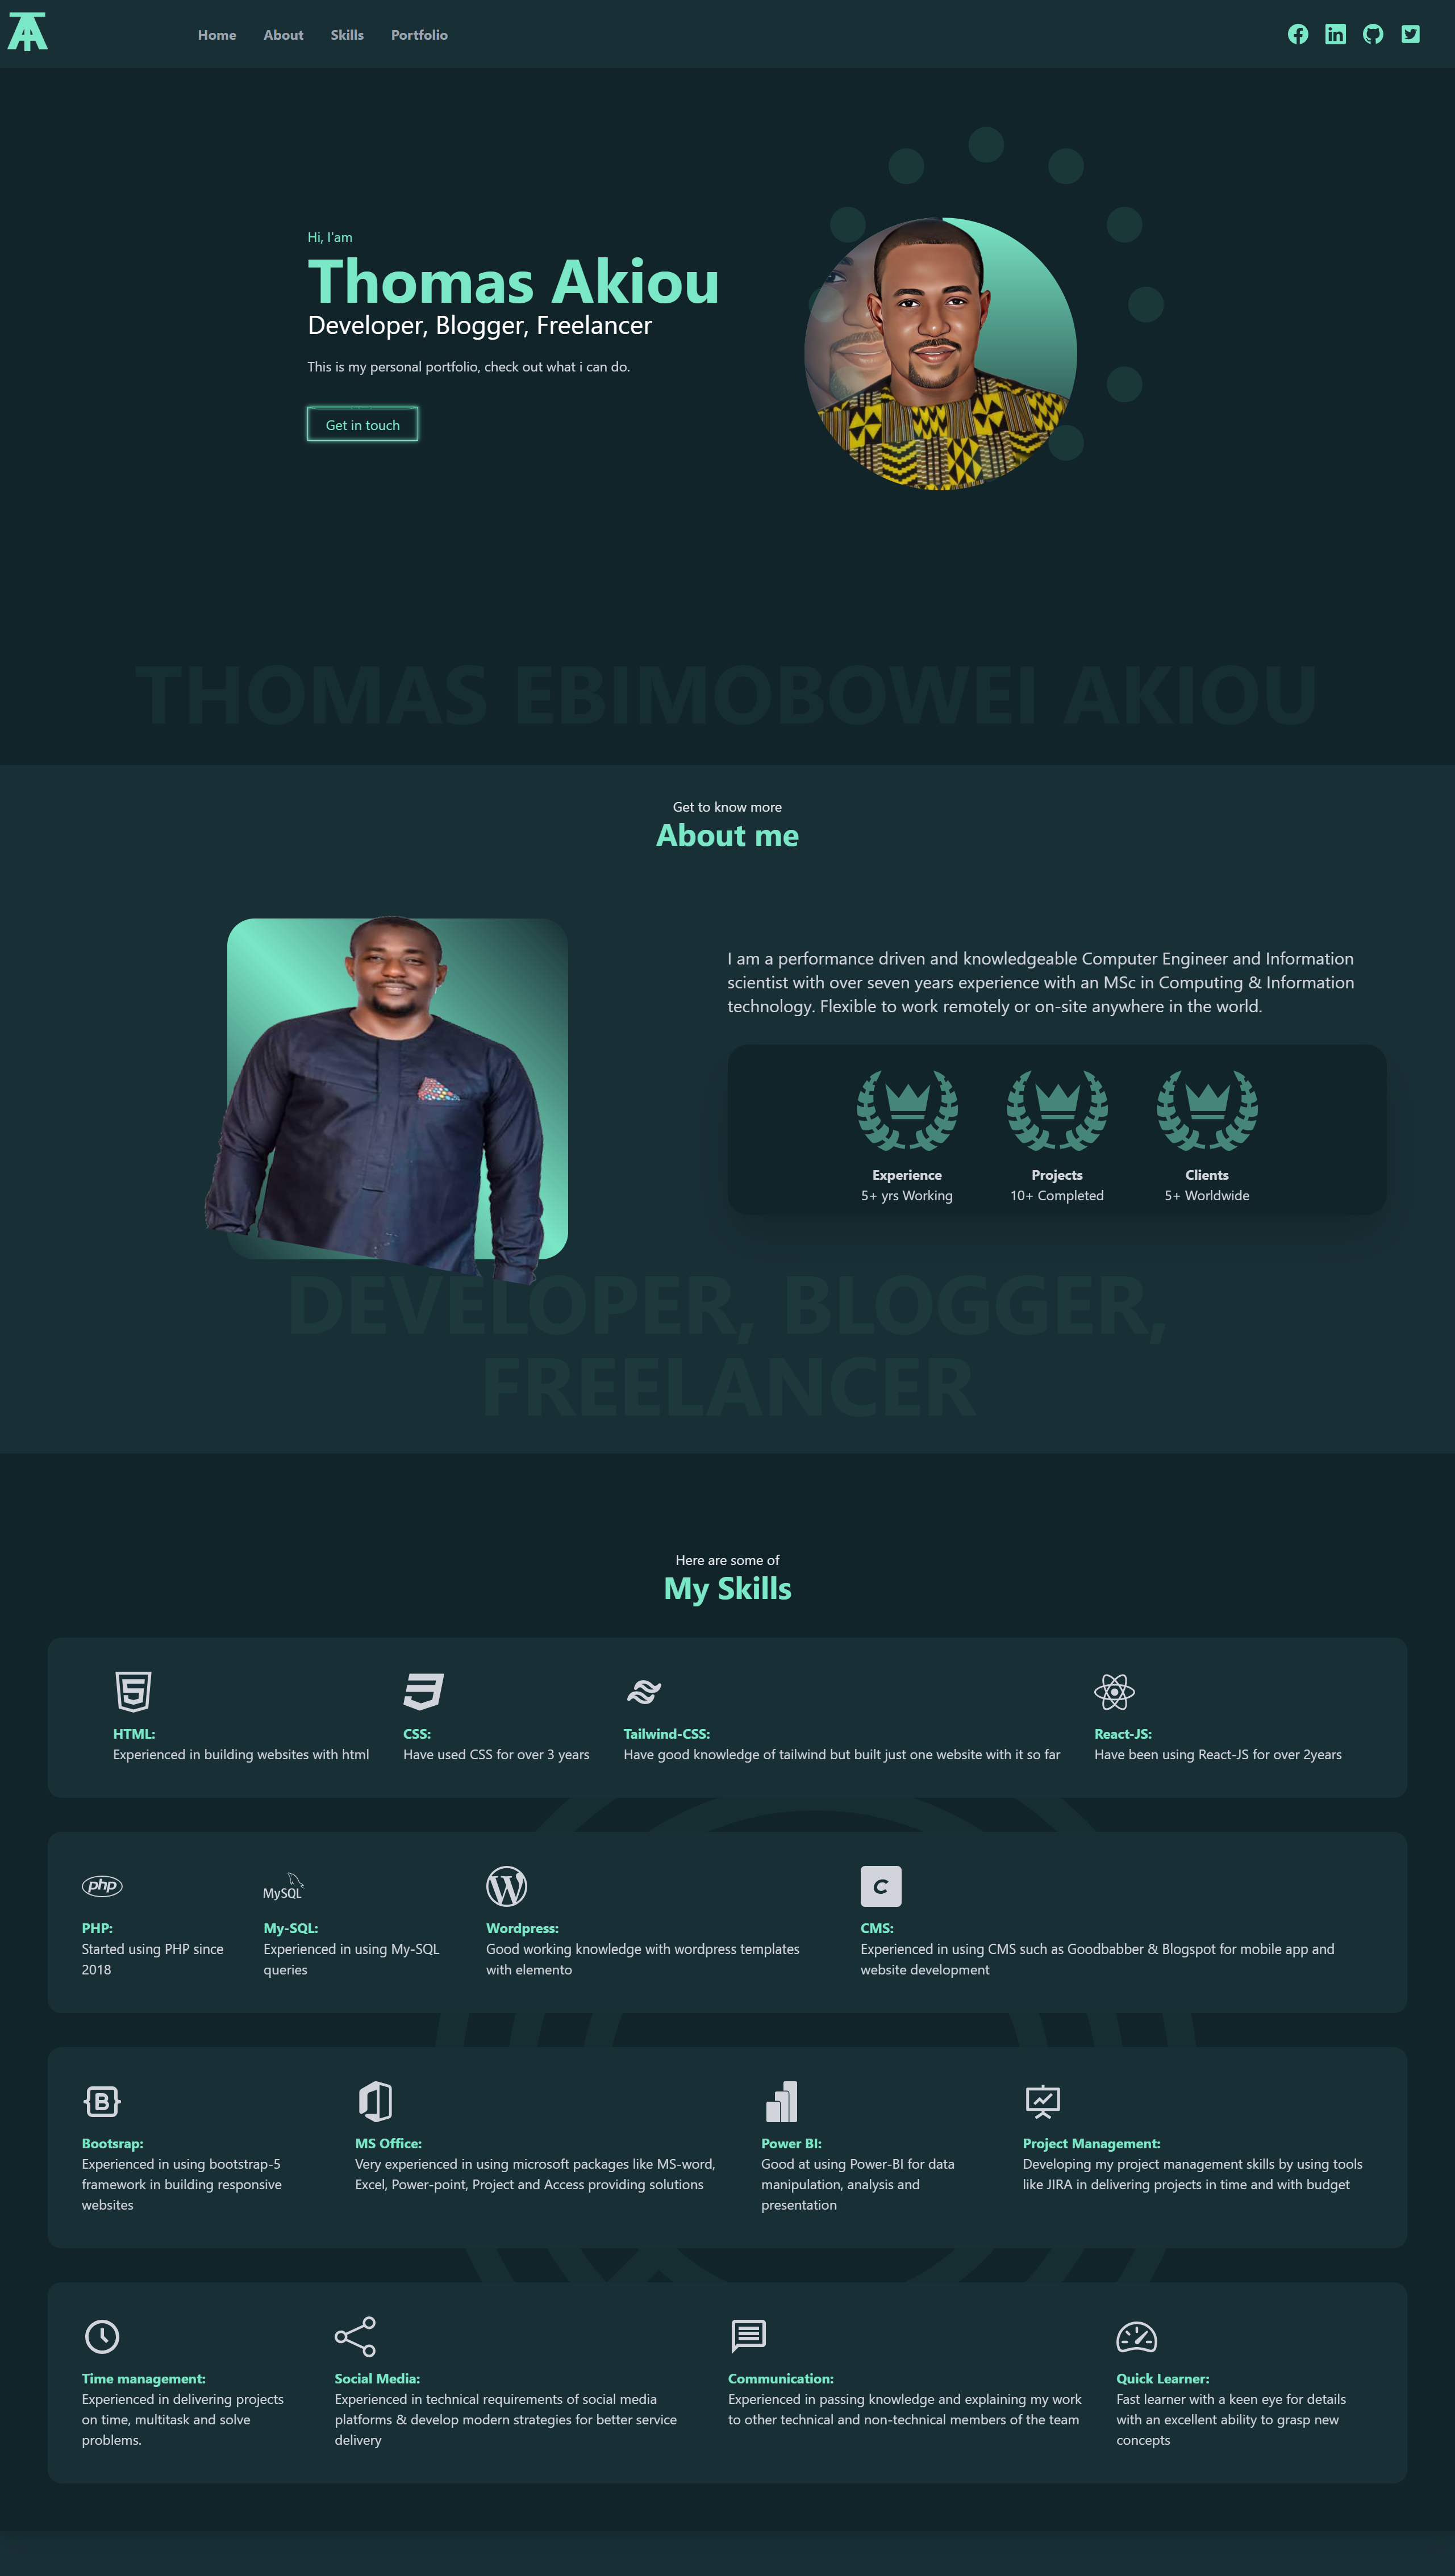 Home About Skills Portfolio
Hi, I'am
Thomas Akiou
Developer, Blogger, Freelancer
This is my personal portfolio, check out what i can do.
Get in touch
THOMAS EBIMOBOWEI AKIOU
Get to know more
About me
I am a performance driven and knowledgeable Computer Engineer and Information
scientist with over seven years experience with an MSc in Computing & Information
technology. Flexible to work remotely or on-site anywhere in the world.
Experience
5+ yrs Working
Projects
10+ Completed
Clients
5+ Worldwide
DEVELOPER, BLOGGER,
FREELANCER
Here are some of
My Skills
HTML:
Experienced in building websites with html
CSS:
Have used CSS for over 3 years
Tailwind-CSS:
Have good knowledge of tailwind but built just one website with it so far
React-JS:
Have been using React-JS for over 2years
php
PHP:
Started using PHP since
2018
MySQL
My-SQL:
Experienced in using My-SQL
queries
Wordpress:
Good working knowledge with wordpress templates
with elemento
C
CMS:
Experienced in using CMS such as Goodbabber & Blogspot for mobile app and
website development
B
Bootsrap:
Experienced in using bootstrap-5
framework in building responsive
websites
MS Office:
Very experienced in using microsoft packages like MS-word,
Excel, Power-point, Project and Access providing solutions
Power BI:
Good at using Power-BI for data
manipulation, analysis and
presentation
Project Management:
Developing my project management skills by using tools
like JIRA in delivering projects in time and with budget
Time management:
Experienced in delivering projects
on time, multitask and solve
problems.
Social Media:
Experienced in technical requirements of social media
platforms & develop modern strategies for better service
delivery
Communication:
Experienced in passing knowledge and explaining my work
to other technical and non-technical members of the team
Quick Learner:
Fast learner with a keen eye for details
with an excellent ability to grasp new
concepts